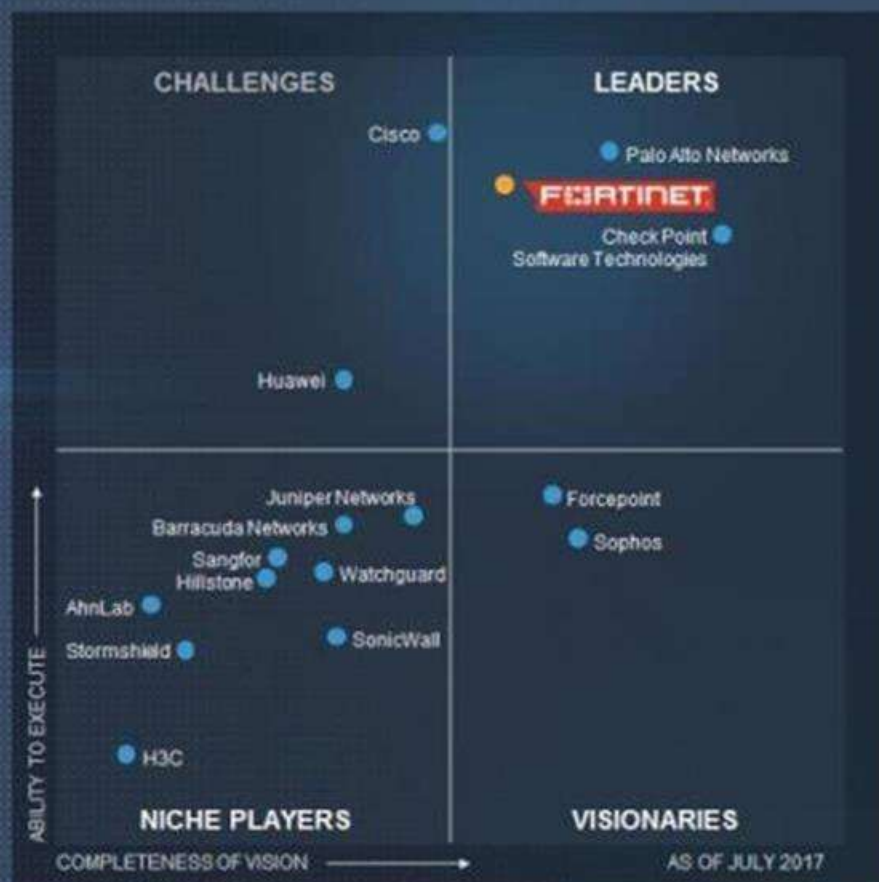 CHALLENGES
LEADERS
Cisco
Palo Alto Networks
FORTINET
Check Point
Software Technologies
Huawei
Juniper Networks
Forcepoint
Barracuda Networks
Sophos
Sangfor
Hillstone
Watchguard
AhnLab
SonicWall
Stormshield
H3C
ABILITY TO EXECUTE
NICHE PLAYERS
VISIONARIES
COMPLETENESS OF VISION
AS OF JULY 2017